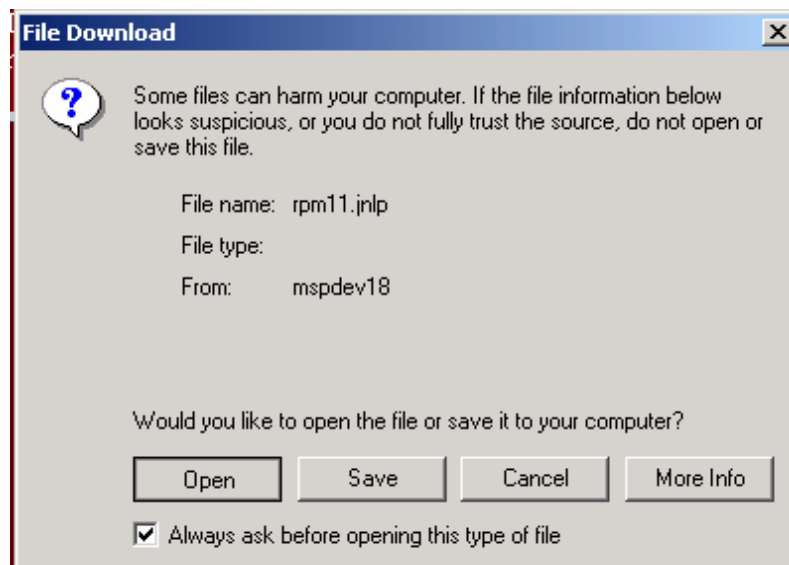 File Download
Some files can harm your computer. If the file information below
looks suspicious, or you do not fully trust the source, do not open or
save this file.
File name: rpm11.jnlp
File type:
From: mspdev18
Would you like to open the file or save it to your computer?
Open Save Cancel More Info
Always ask before opening this type of file